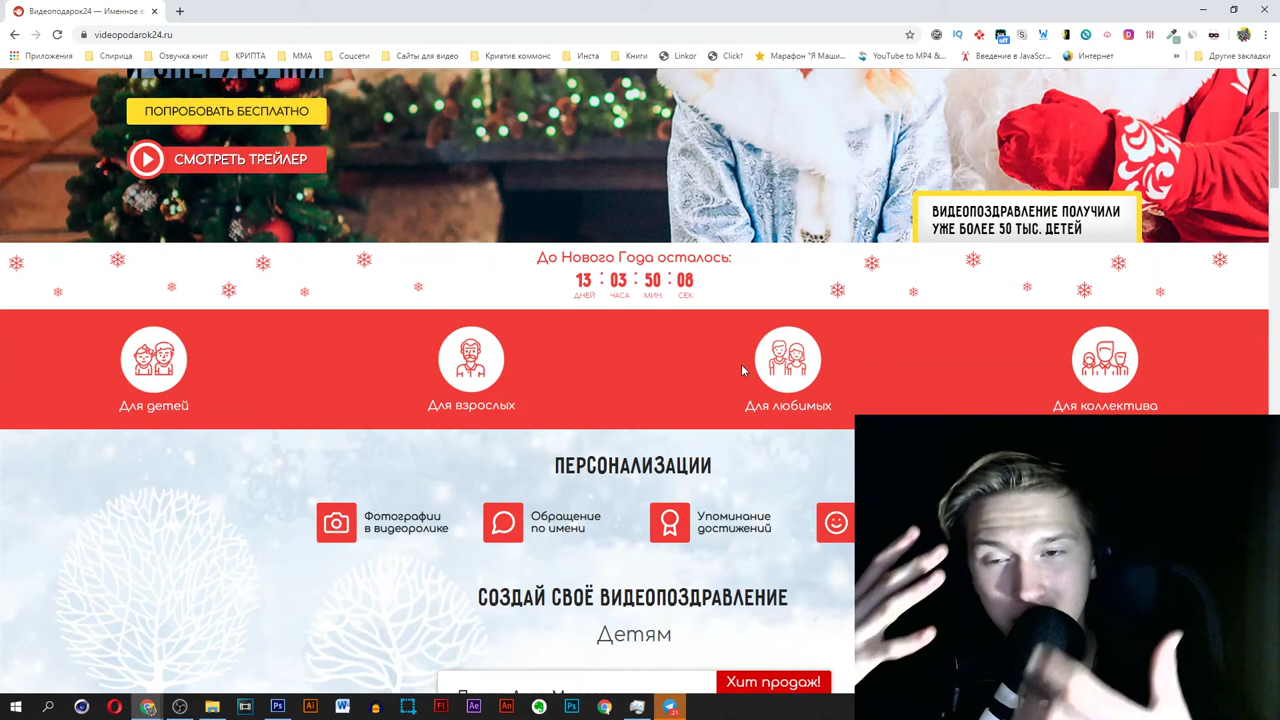 Видеоподарок24 — Именное в
videopodarok24.ru
Приложения
Спирица
Озвучка книг
КРИПТА
ММА
Соцсети
Сайты для видео
Криатив коммонс
Инста
Книги
Linkor
Click!
Марафон "Я Маши...
YouTube to MP4 &...
Введение в JavaScr...
Интернет
»
Другие закладки
ПОПРОБОВАТЬ БЕСПЛАТНО
СМОТРЕТЬ ТРЕЙЛЕР
ВИДЕОПОЗДРАВЛЕНИЕ ПОЛУЧИЛИ
УЖЕ БОЛЕЕ 50 ТЫС. ДЕТЕЙ
До Нового Года осталось:
13 : 03 : 50 : 08
ДНЕЙ ЧАСА МИН. СЕК.
Для детей
Для взрослых
Для любимых
Для коллектива
ПЕРСОНАЛИЗАЦИИ
Фотографии
в видеоролике
Обращение
по имени
Упоминание
достижений
СОЗДАЙ СВОЁ ВИДЕОПОЗДРАВЛЕНИЕ
Детям
Хит продаж!